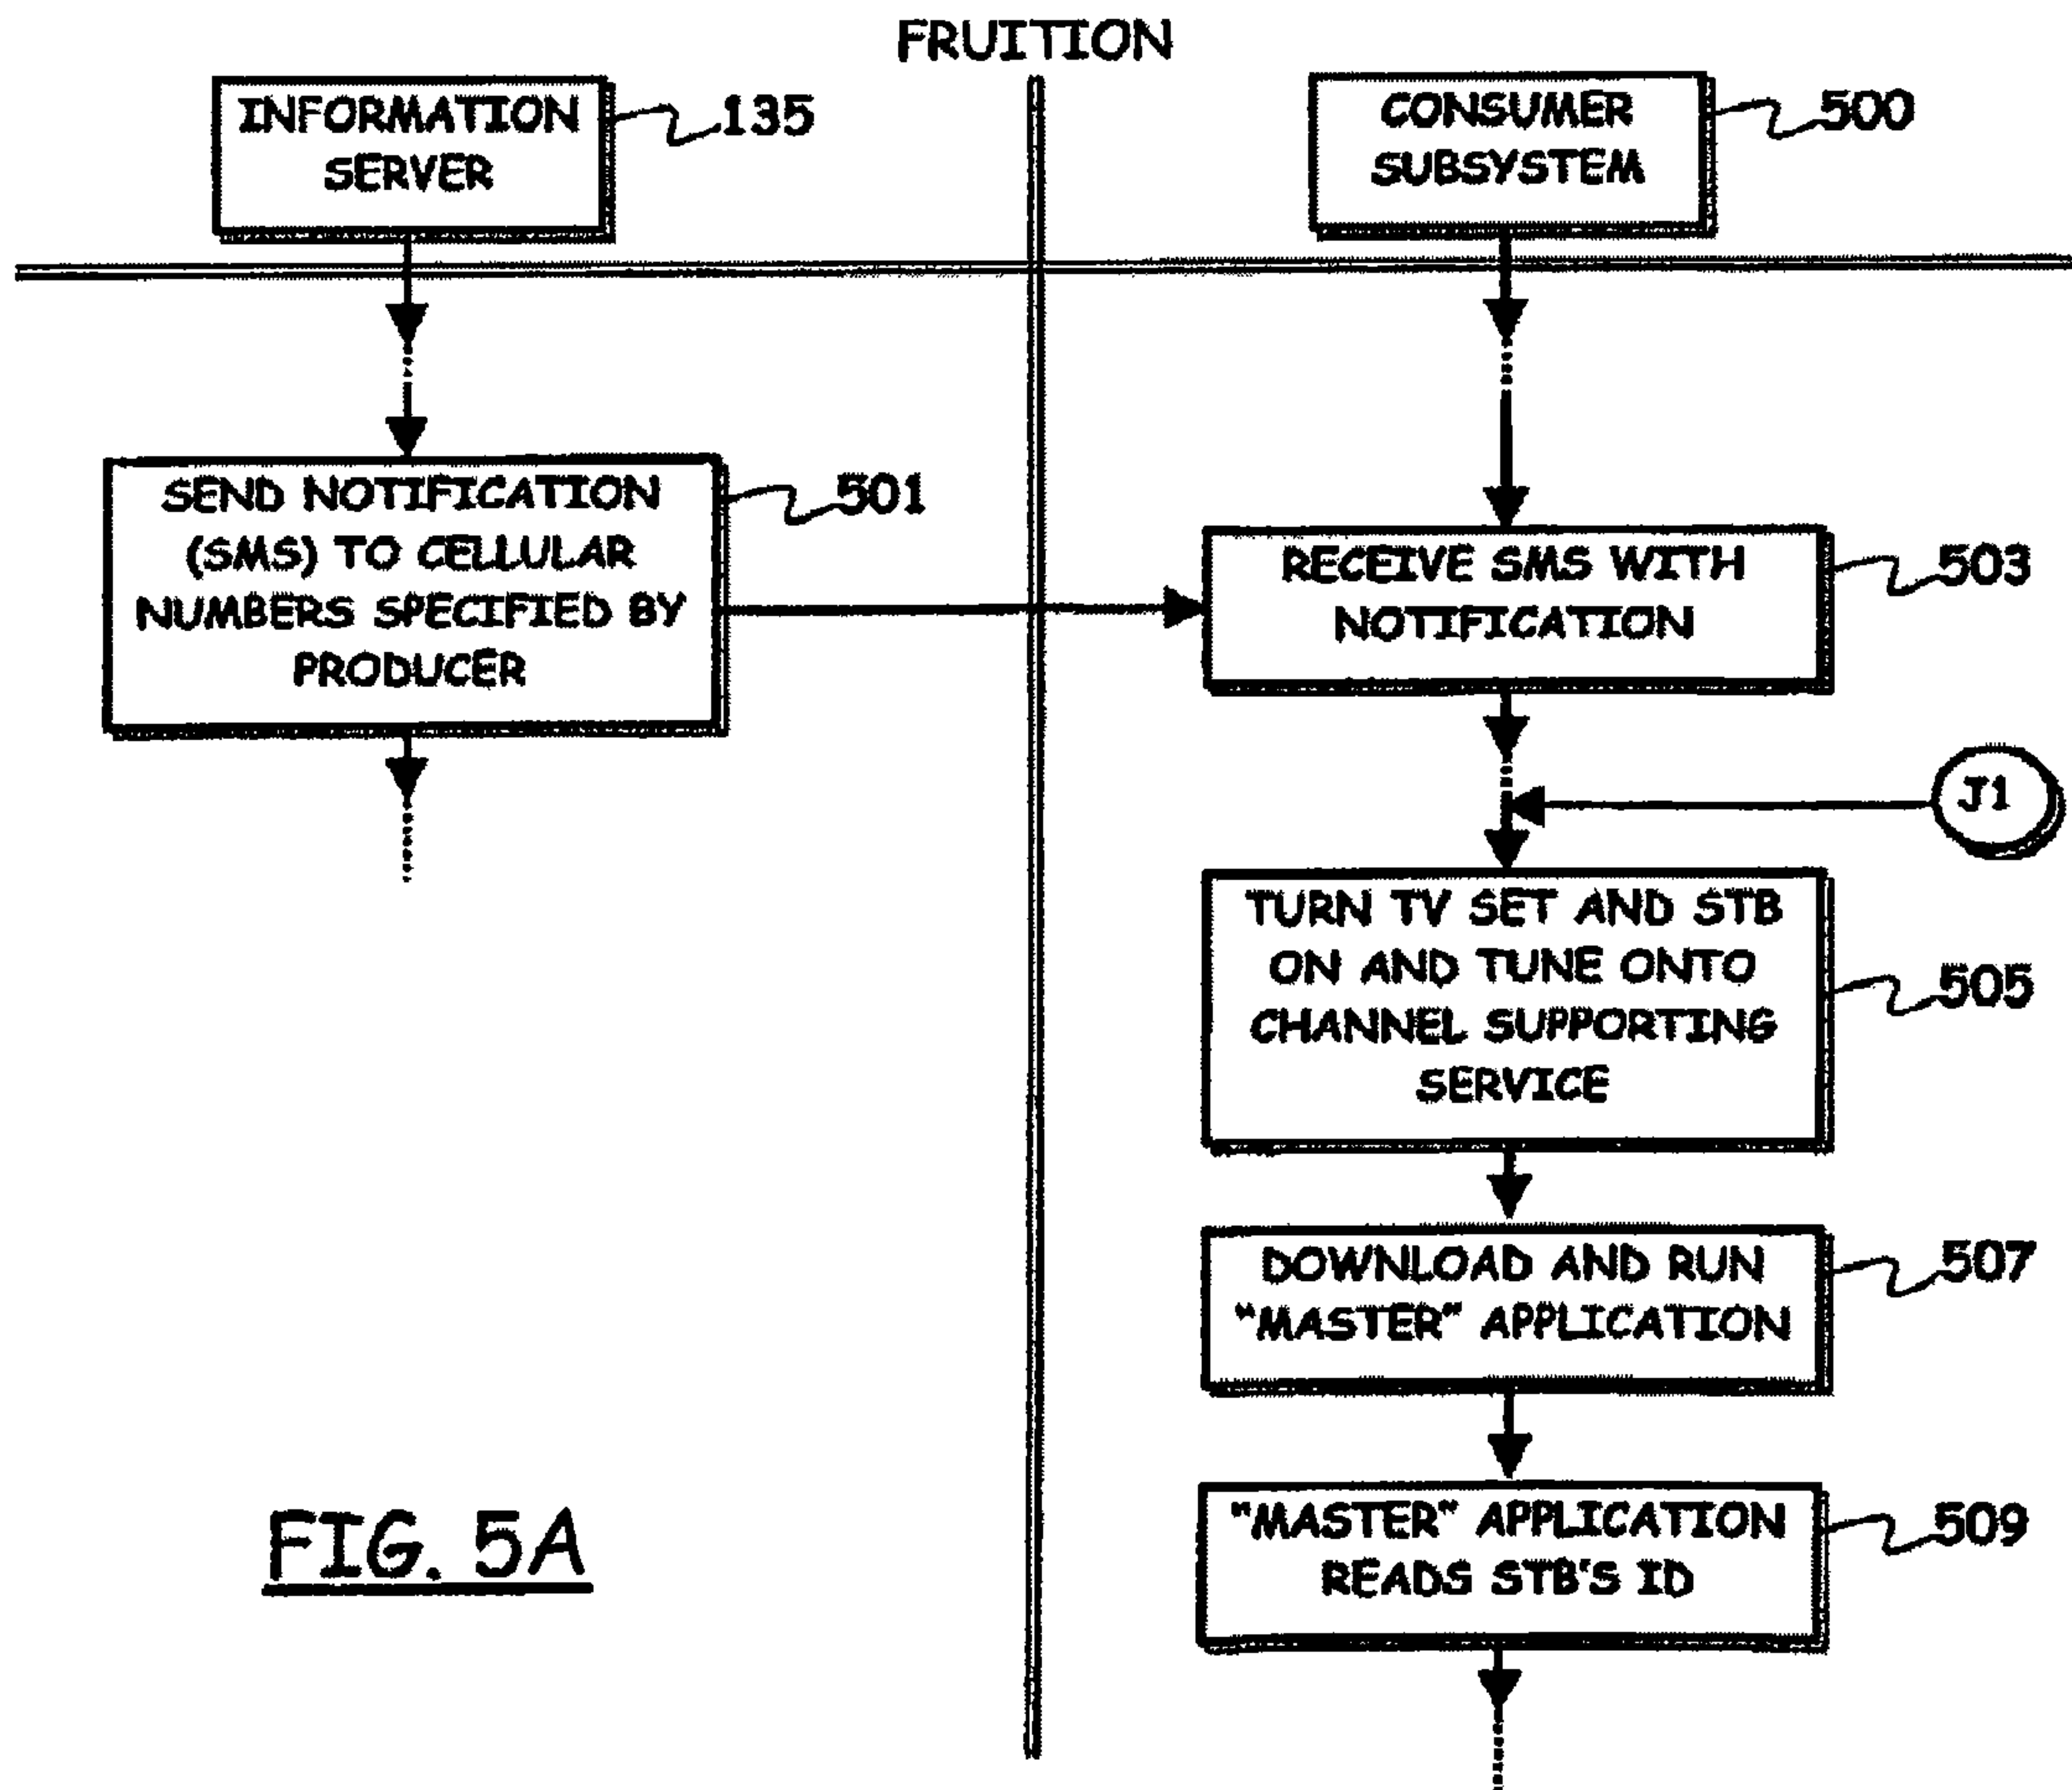 FRUITION
INFORMATION
SERVER
135
CONSUMER
SUBSYSTEM
500
SEND NOTIFICATION
(SMS) TO CELLULAR
NUMBERS SPECIFIED BY
PRODUCER
501
RECEIVE SMS WITH
NOTIFICATION
503
J1
TURN TV SET AND STB
ON AND TUNE ONTO
CHANNEL SUPPORTING
SERVICE
505
DOWNLOAD AND RUN
"MASTER" APPLICATION
507
"MASTER" APPLICATION
READS STB'S ID
509
FIG. 5A